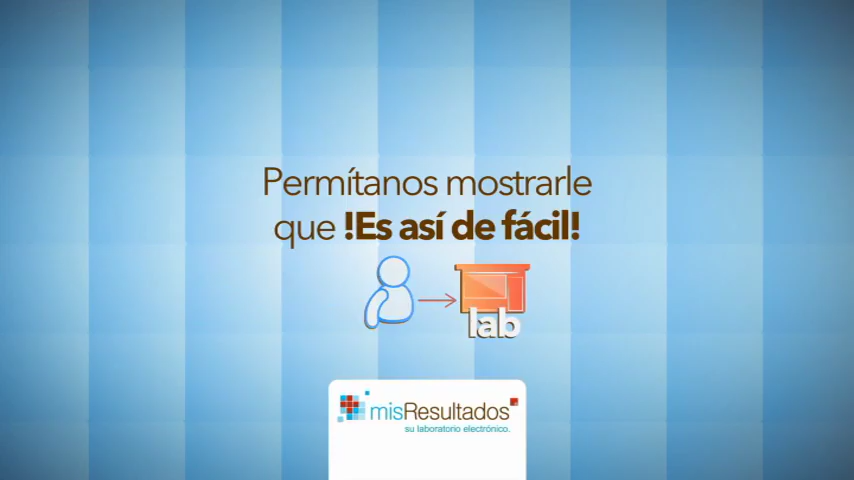 Permítanos mostrarle
que !Es así de fácil!
lab
misResultados
su laboratorio electrónico.